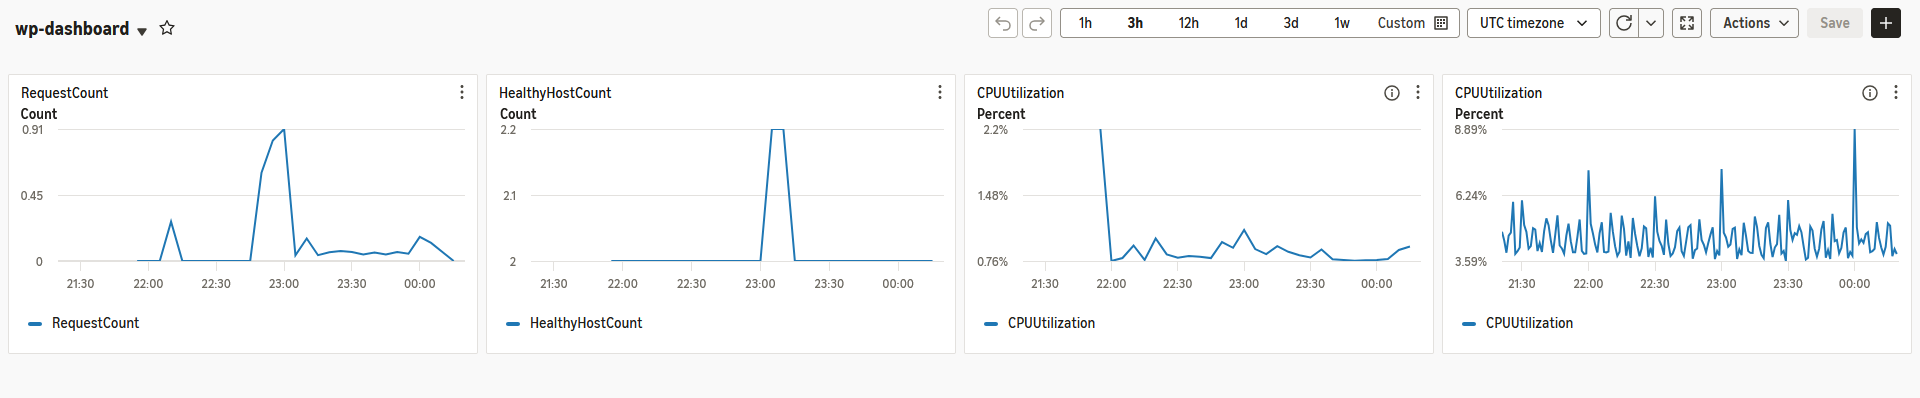 wp-dashboard
1h 3h 12h 1d 3d 1w Custom UTC timezone Actions Save
RequestCount
Count
0.91
0.45
0
21:30 22:00 22:30 23:00 23:30 00:00
RequestCount
HealthyHostCount
Count
2.2
2.1
2
21:30 22:00 22:30 23:00 23:30 00:00
HealthyHostCount
CPUUtilization
Percent
2.2%
1.48%
0.76%
21:30 22:00 22:30 23:00 23:30 00:00
CPUUtilization
CPUUtilization
Percent
8.89%
6.24%
3.59%
21:30 22:00 22:30 23:00 23:30 00:00
CPUUtilization